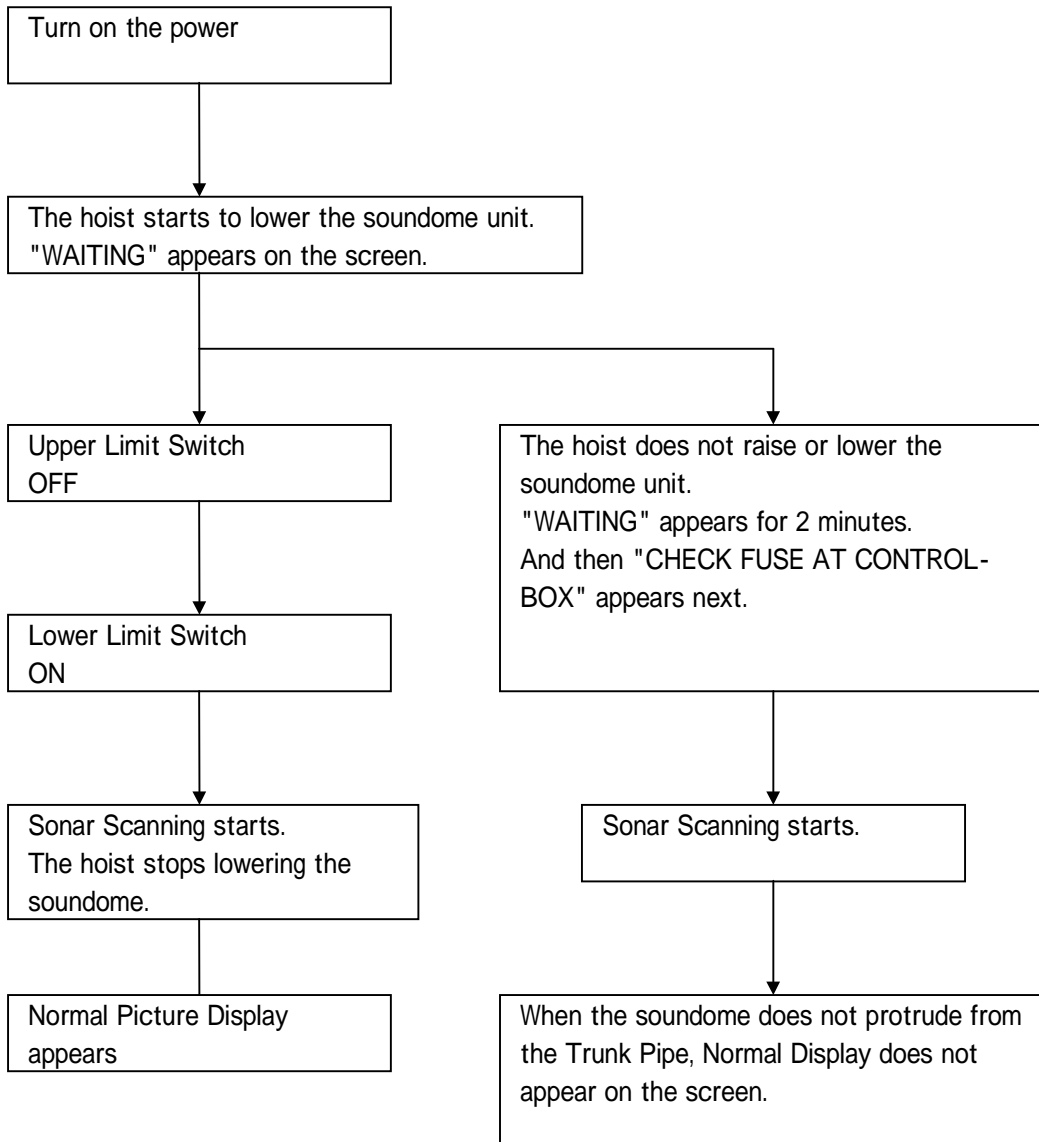 Turn on the power
The hoist starts to lower the soundome unit.
"WAITING" appears on the screen.
Upper Limit Switch
OFF
Lower Limit Switch
ON
Sonar Scanning starts.
The hoist stops lowering the
soundome.
Normal Picture Display
appears
The hoist does not raise or lower the
soundome unit.
"WAITING" appears for 2 minutes.
And then "CHECK FUSE AT CONTROL-
BOX" appears next.
Sonar Scanning starts.
When the soundome does not protrude from
the Trunk Pipe, Normal Display does not
appear on the screen.